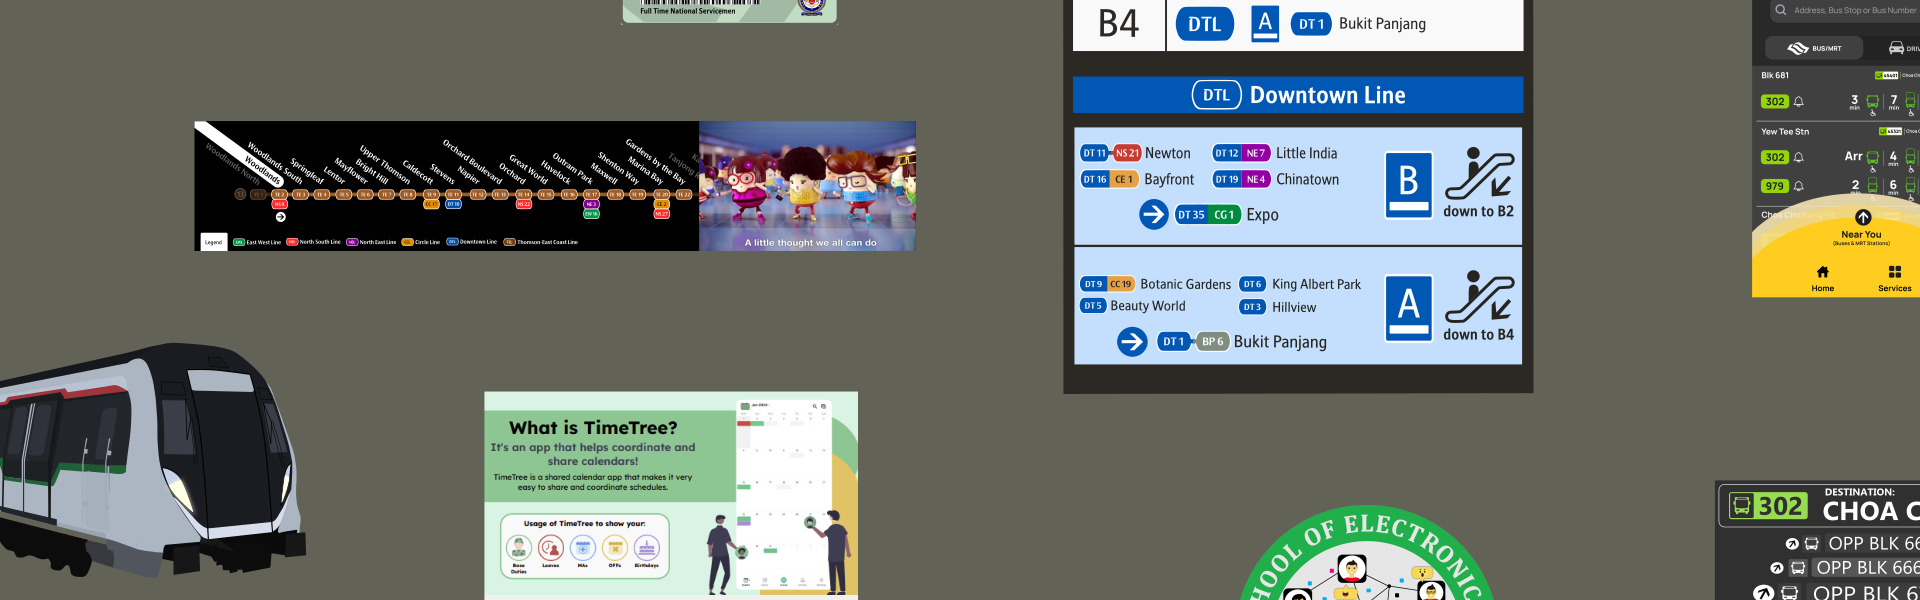 Full Time National Servicemen
B4
DTL
A
DT 1
Bukit Panjang
DTL Downtown Line
DT 11 NS 21 Newton
DT 12 NE 7 Little India
DT 16 CE 1 Bayfront
DT 19 NE 4 Chinatown
DT 35 CG 1 Expo
B
down to B2
DT 9 CC 19 Botanic Gardens
DT 6 King Albert Park
DT 5 Beauty World
DT 3 Hillview
DT 1 BP 6 Bukit Panjang
A
down to B4
Address, Bus Stop or Bus Number
BUS/MRT
DRIV
Blk 681
302
3 min
7 min
Yew Tee Stn
302
Arr
4 min
979
2 min
6 min
Near You
(Buses & MRT Stations)
Home
Services
Woodlands North
Woodlands
Woodlands South
Springleaf
Lentor
Mayflower
Bright Hill
Upper Thomson
Caldecott
Stevens
Napier
Orchard Boulevard
Orchard
Great World
Havelock
Outram Park
Maxwell
Shenton Way
Marina Bay
Gardens by the Bay
Tanjong
Legend
East West Line
North South Line
North East Line
Circle Line
Downtown Line
Thomson-East Coast Line
A little thought we all can do
What is TimeTree?
It's an app that helps coordinate and
share calendars!
TimeTree is a shared calendar app that makes it very
easy to share and coordinate schedules.
Usage of TimeTree to show your:
Base Duties
Leaves
MAs
OFFs
Birthdays
HOOL OF ELECTRONIC
302
DESTINATION:
CHOA C
OPP BLK 66
OPP BLK 666
OPP BLK 6